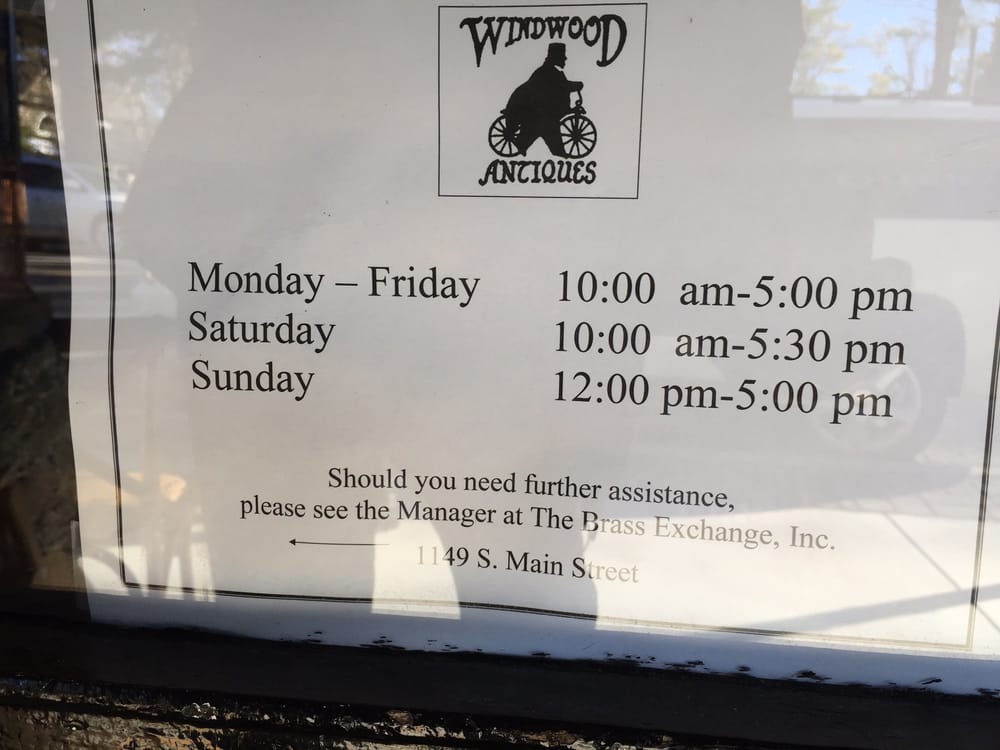 WINDWOOD
ANTIQUES
Monday – Friday 10:00 am-5:00 pm
Saturday 10:00 am-5:30 pm
Sunday 12:00 pm-5:00 pm
Should you need further assistance,
please see the Manager at The Brass Exchange, Inc.
1149 S. Main Street